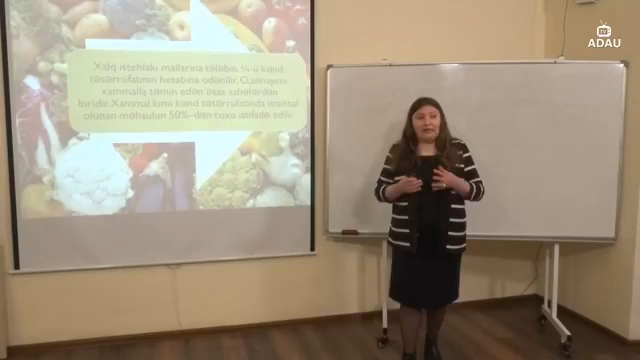 Xalq istehlakı mallarına tələbin ¾-ü kənd
təsərrüfatının hesabına ödənilir. O, sənayeni
xammalla təmin edən əsas sahələrdən
biridir. Xammal kimi kənd təsərrüfatında istehsal
olunan məhsulun 50%-dən çoxu istifadə edilir.
TV
ADAU